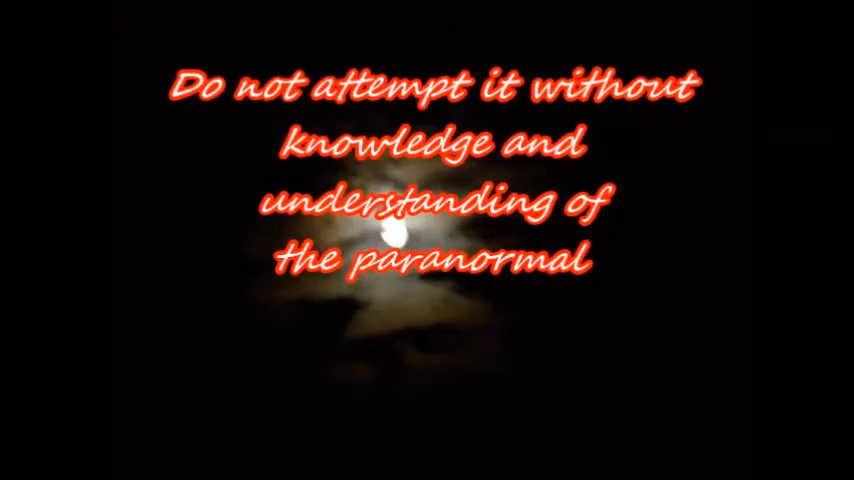 Do not attempt it without
knowledge and
understanding of
the paranormal